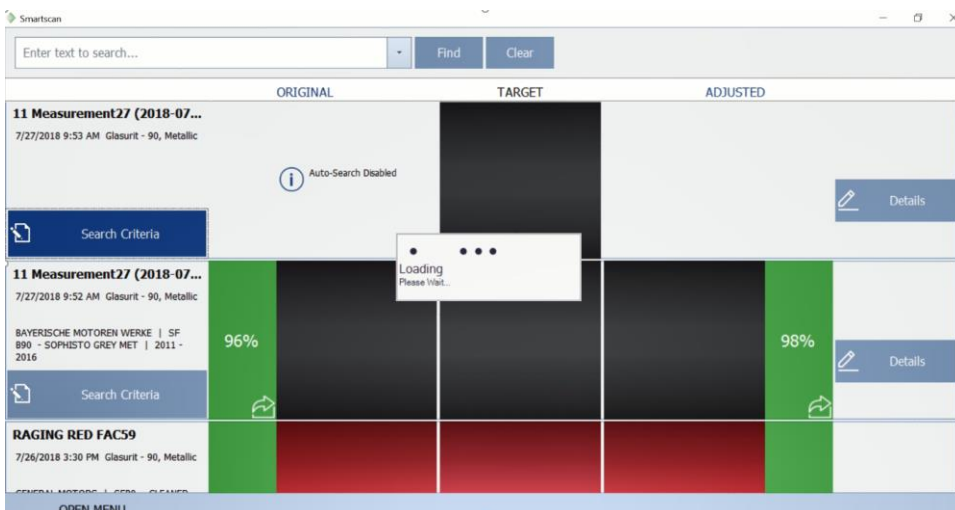 Smartscan
Enter text to search...
Find
Clear
ORIGINAL
TARGET
ADJUSTED
11 Measurement27 (2018-07...
7/27/2018 9:53 AM Glasurit - 90, Metallic
Auto-Search Disabled
Details
Search Criteria
Loading
Please Wait...
11 Measurement27 (2018-07...
7/27/2018 9:52 AM Glasurit - 90, Metallic
BAYERISCHE MOTOREN WERKE | SF
B90 - SOPHISTO GREY MET | 2011 -
2016
96%
98%
Details
Search Criteria
RAGING RED FAC59
7/26/2018 3:30 PM Glasurit - 90, Metallic
OPEN MENU